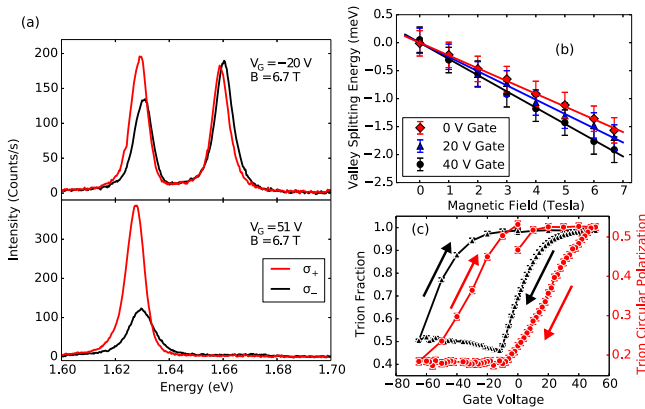 (a)
V_G=−20 V
B=6.7 T
200
150
100
50
0
V_G=51 V
B=6.7 T
300
200
100
0
σ+
σ−
1.60 1.62 1.64 1.66 1.68 1.70
Energy (eV)
Intensity (Counts/s)
(b)
0.0
−0.5
−1.0
−1.5
−2.0
−2.5
0 V Gate
20 V Gate
40 V Gate
0 1 2 3 4 5 6 7
Magnetic Field (Tesla)
Valley Splitting Energy (meV)
(c)
1.0
0.9
0.8
0.7
0.6
0.5
0.4
0.5
0.4
0.3
0.2
−80 −60 −40 −20 0 20 40 60
Gate Voltage
Trion Fraction
Trion Circular Polarization